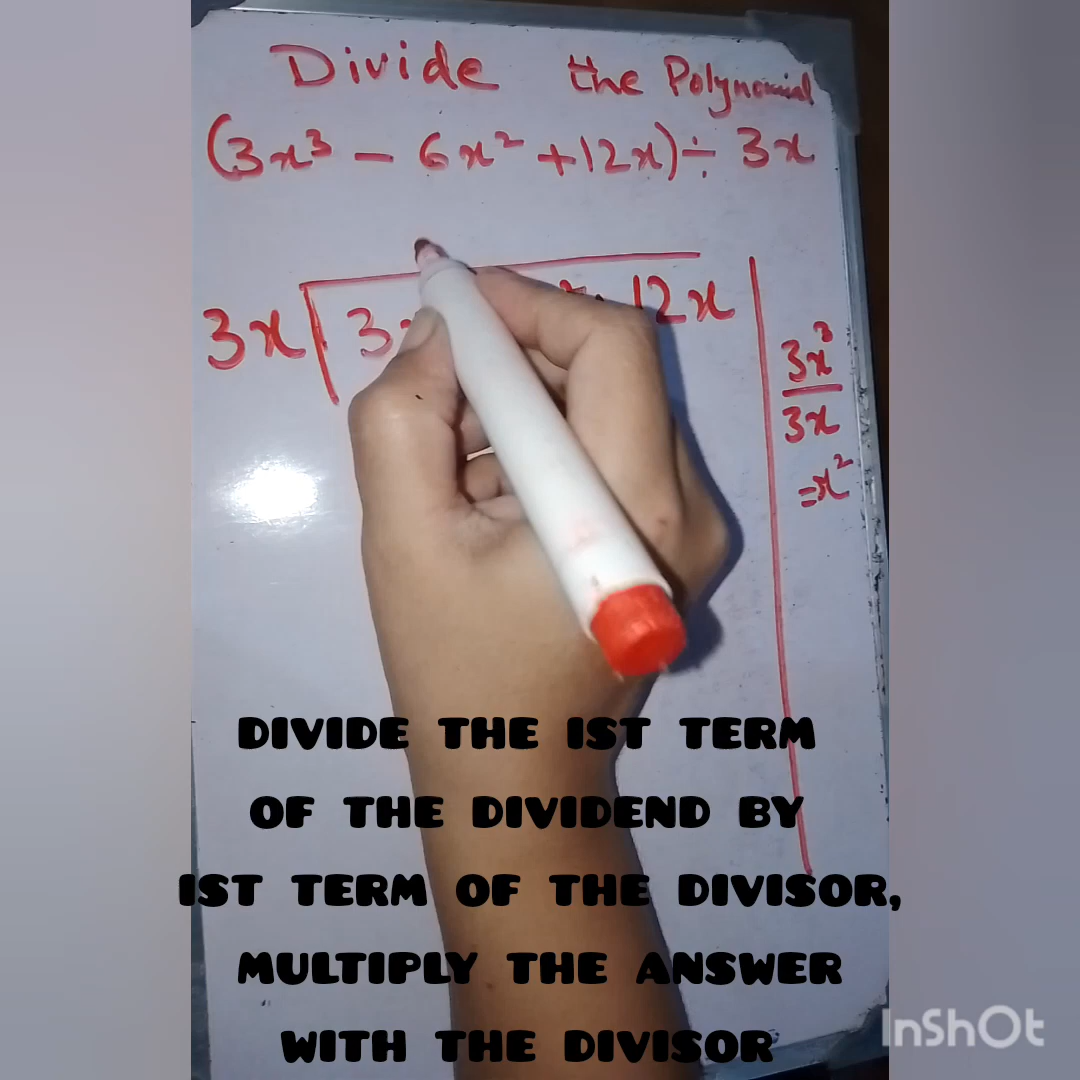 Divide the Polynomial
(3x³ - 6x² + 12x) ÷ 3x
3x 3 12x
3x³
3x
= x²
DIVIDE THE 1ST TERM
OF THE DIVIDEND BY
1ST TERM OF THE DIVISOR,
MULTIPLY THE ANSWER
WITH THE DIVISOR
InShOt